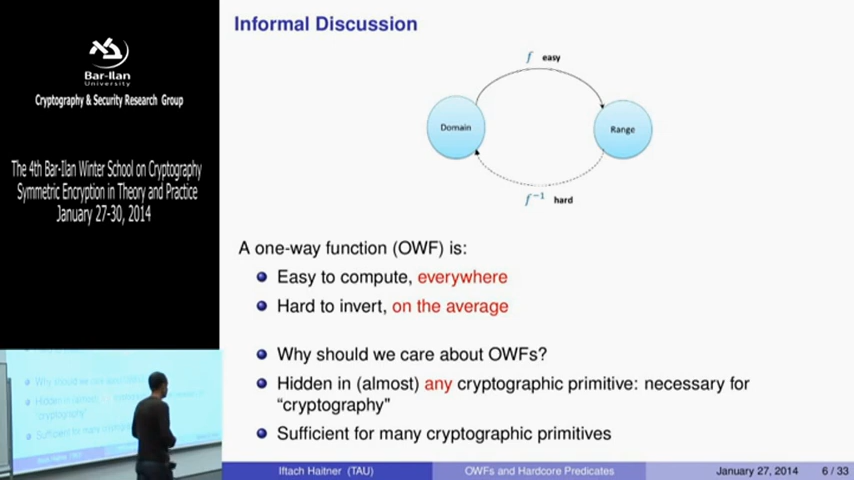 Bar-Ilan
University
Cryptography & Security Research Group
The 4th Bar-Ilan Winter School on Cryptography
Symmetric Encryption in Theory and Practice
January 27-30, 2014
Informal Discussion
f easy
Domain
Range
f⁻¹ hard
A one-way function (OWF) is:
Easy to compute, everywhere
Hard to invert, on the average
Why should we care about OWFs?
Hidden in (almost) any cryptographic primitive: necessary for
“cryptography”
Sufficient for many cryptographic primitives
Iftach Haitner (TAU)
OWFs and Hardcore Predicates
January 27, 2014
6 / 33